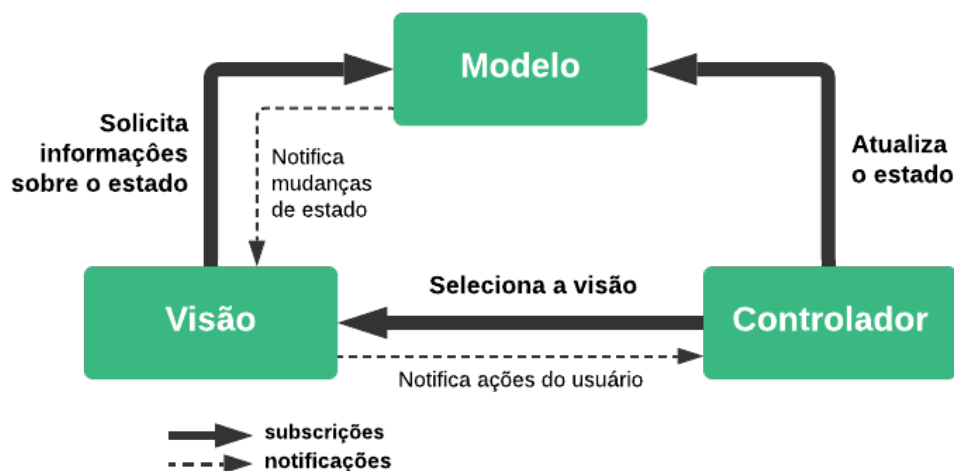 Modelo
Solicita
informaçôes
sobre o estado
Notifica
mudanças
de estado
Atualiza
o estado
Visão
Seleciona a visão
Controlador
Notifica ações do usuário
subscrições
notificações